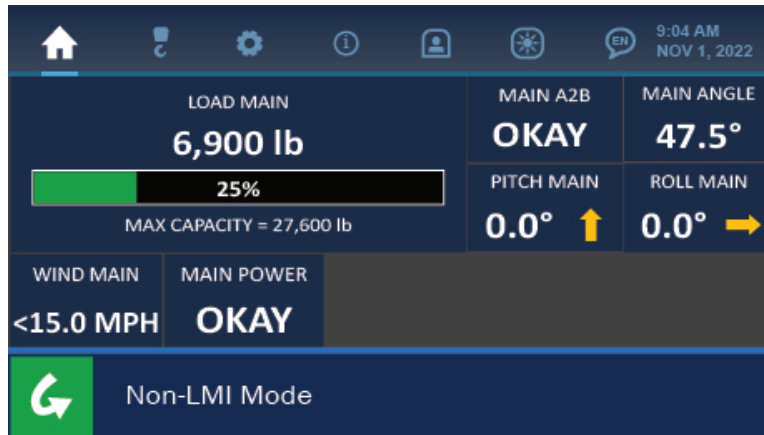 EN
9:04 AM
NOV 1, 2022
LOAD MAIN
6,900 lb
25%
MAX CAPACITY = 27,600 lb
MAIN A2B
OKAY
MAIN ANGLE
47.5°
PITCH MAIN
0.0°
ROLL MAIN
0.0°
WIND MAIN
<15.0 MPH
MAIN POWER
OKAY
Non-LMI Mode